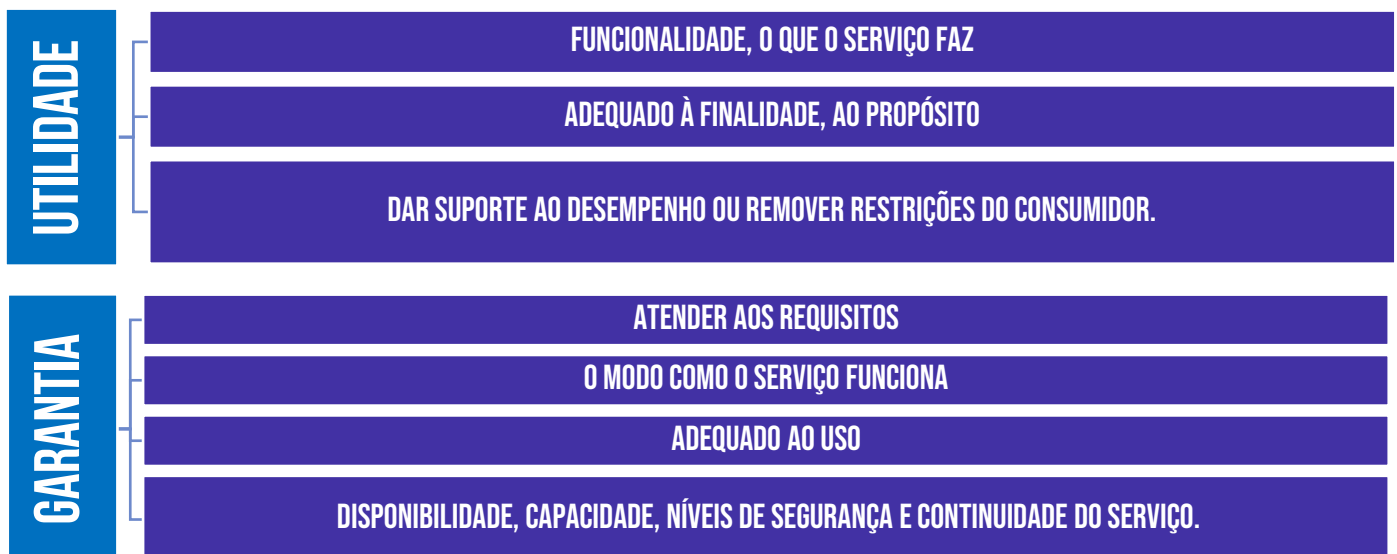 UTILIDADE
FUNCIONALIDADE, O QUE O SERVIÇO FAZ
ADEQUADO À FINALIDADE, AO PROPÓSITO
DAR SUPORTE AO DESEMPENHO OU REMOVER RESTRIÇÕES DO CONSUMIDOR.
GARANTIA
ATENDER AOS REQUISITOS
O MODO COMO O SERVIÇO FUNCIONA
ADEQUADO AO USO
DISPONIBILIDADE, CAPACIDADE, NÍVEIS DE SEGURANÇA E CONTINUIDADE DO SERVIÇO.